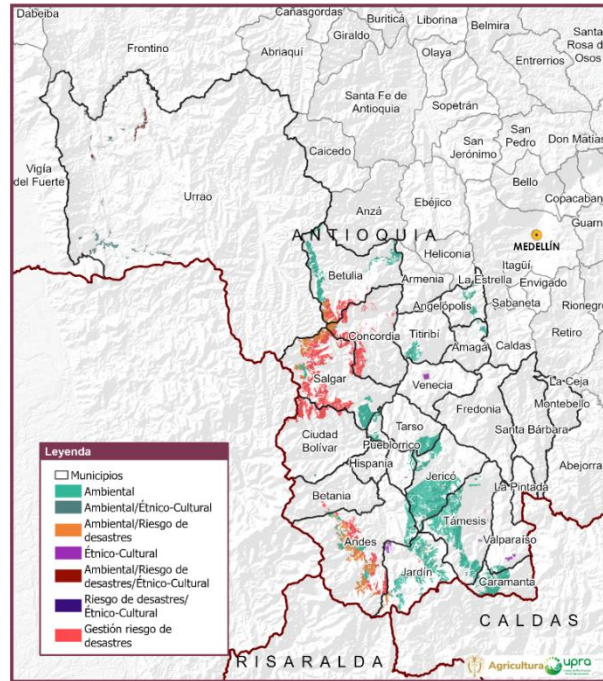 Dabeiba
Cañasgordas
Buriticá
Liborina
Belmira
Santa
Rosa de
Osos
Frontino
Abriaquí
Giraldo
Olaya
Entrerríos
Santa Fe de
Antioquia
Sopetrán
San
Jerónimo
San
Pedro
Don Matías
Vigía
del Fuerte
Urrao
Caicedo
Bello
Copacabana
Anzá
Ebéjico
Guarn
ANTIOQUIA
MEDELLÍN
Heliconia
Itagüí
Betulia
Armenia
La Estrella
Envigado
Angelópolis
Sabaneta
Rionegro
Concordia
Titiribí
Amagá
Caldas
Retiro
Salgar
Venecia
La Ceja
Fredonia
Montebello
Ciudad
Bolívar
Tarso
Santa
Bárbara
Pueblorrico
Abejorral
Hispania
Jericó
La Pintada
Betania
Támesis
Andes
Valparaíso
Jardín
Caramanta
CALDAS
RISARALDA
Leyenda
Municipios
Ambiental
Ambiental/Étnico-Cultural
Ambiental/Riesgo de
desastres
Étnico-Cultural
Ambiental/Riesgo de
desastres/Étnico-Cultural
Riesgo de desastres/
Étnico-Cultural
Gestión riesgo de
desastres
Agricultura
upra